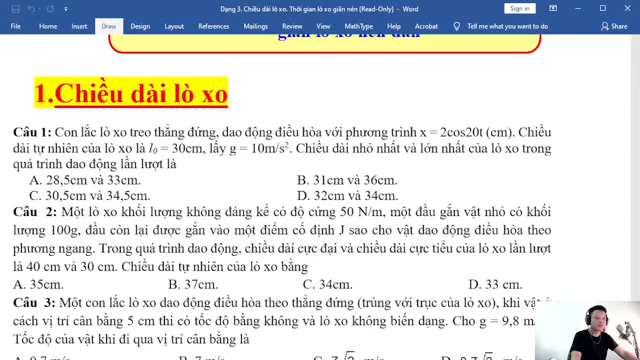 Dạng 3. Chiều dài lò xo. Thời gian lò xo giãn nén [Read-Only] - Word
Sign in
File Home Insert Draw Design Layout References Mailings Review View MathType Help Acrobat Tell me what you want to do
gian lò xo nén dãn
1.Chiều dài lò xo
Câu 1: Con lắc lò xo treo thẳng đứng, dao động điều hòa với phương trình x = 2cos20t (cm). Chiều
dài tự nhiên của lò xo là l0 = 30cm, lấy g = 10m/s2. Chiều dài nhỏ nhất và lớn nhất của lò xo trong
quá trình dao động lần lượt là
A. 28,5cm và 33cm. B. 31cm và 36cm.
C. 30,5cm và 34,5cm. D. 32cm và 34cm.
Câu 2: Một lò xo khối lượng không đáng kể có độ cứng 50 N/m, một đầu gắn vật nhỏ có khối
lượng 100g, đầu còn lại được gắn vào một điểm cố định J sao cho vật dao động điều hòa theo
phương ngang. Trong quá trình dao động, chiều dài cực đại và chiều dài cực tiểu của lò xo lần lượt
là 40 cm và 30 cm. Chiều dài tự nhiên của lò xo bằng
A. 35cm. B. 37cm. C. 34cm. D. 33 cm.
Câu 3: Một con lắc lò xo dao động điều hòa theo thẳng đứng (trùng với trục của lò xo), khi vật
cách vị trí cân bằng 5 cm thì có tốc độ bằng không và lò xo không biến dạng. Cho g = 9,8
Tốc độ của vật khi đi qua vị trí cân bằng là